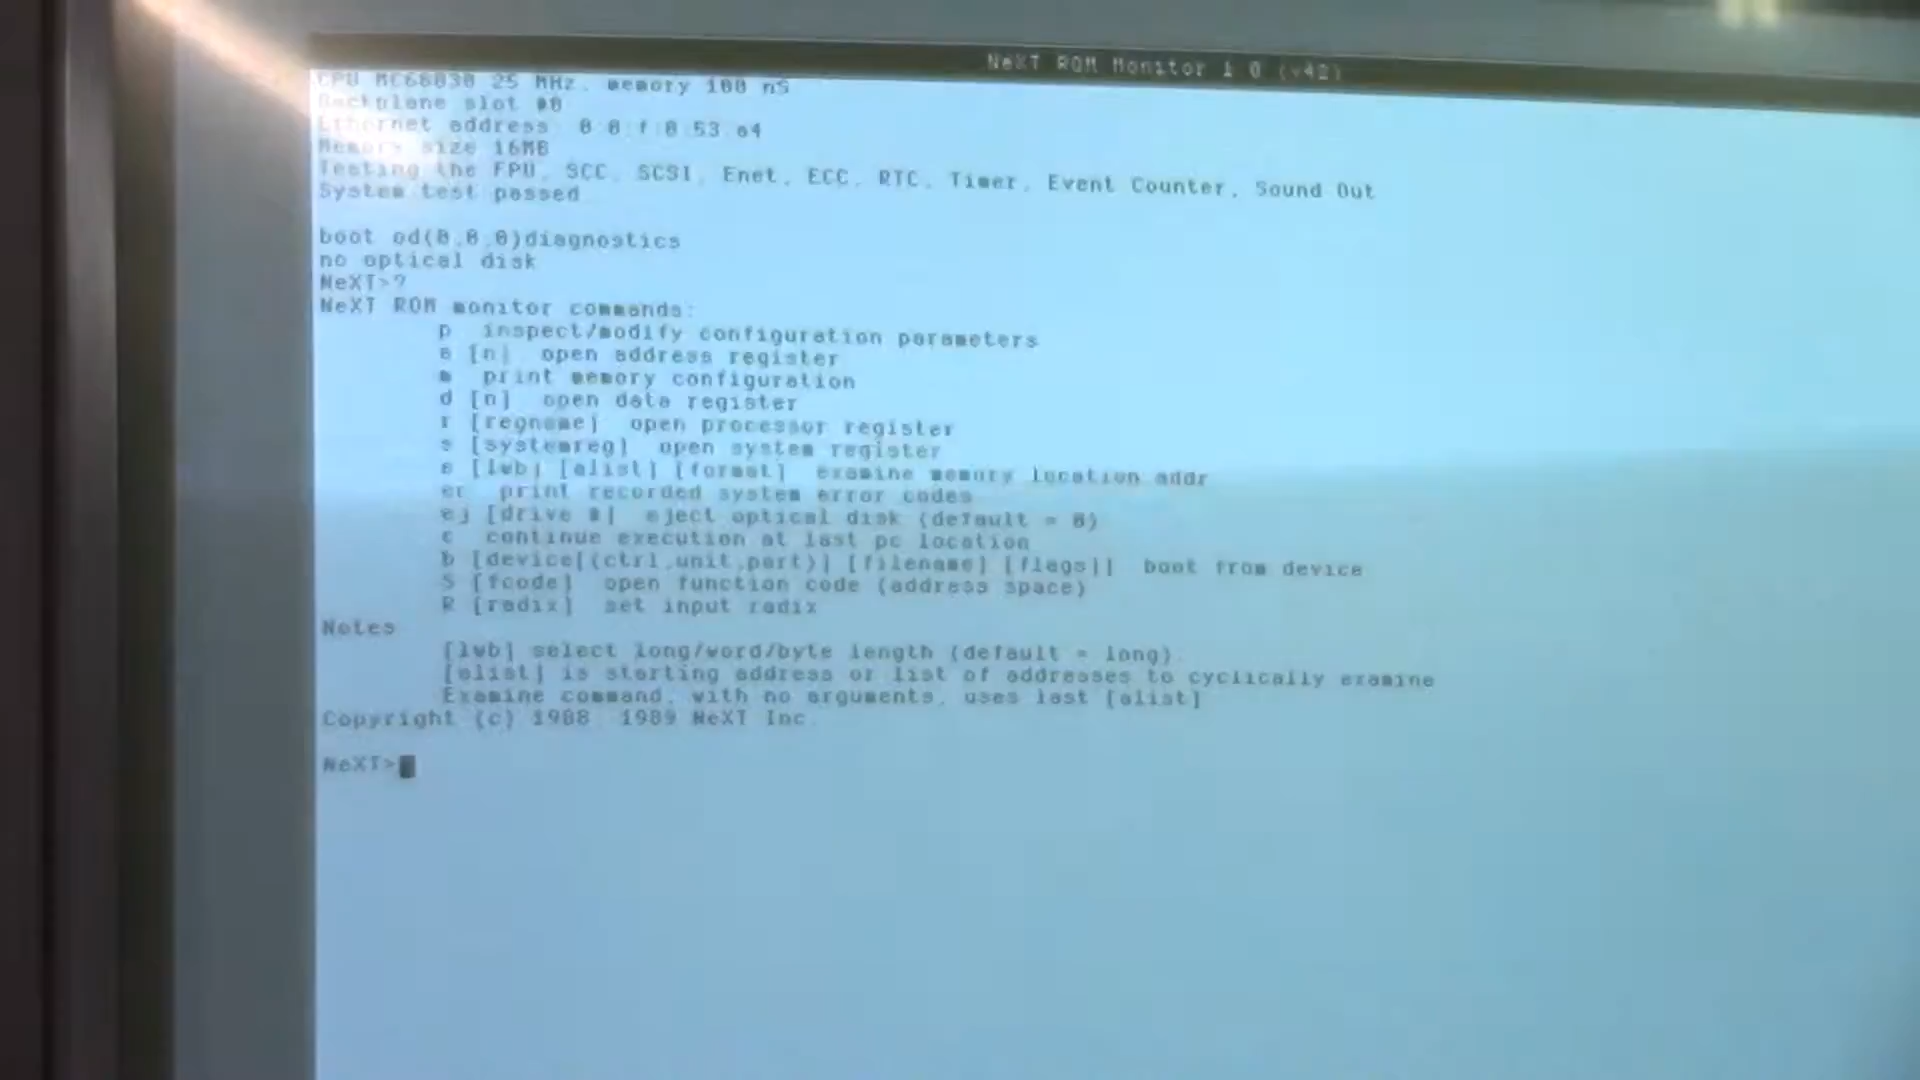 NeXT ROM Monitor 1.0 (v42)
CPU MC68030 25 MHz, memory 100 nS
Backplane slot #0
Ethernet address: 0:0:f:0:53:a4
Memory size 16MB
Testing the FPU, SCC, SCSI, Enet, ECC, RTC, Timer, Event Counter, Sound Out
System test passed
boot od(0,0,0)diagnostics
no optical disk
NeXT>?
NeXT ROM monitor commands:
p inspect/modify configuration parameters
a [n] open address register
m print memory configuration
d [n] open data register
r [regname] open processor register
s [systemreg] open system register
e [lwb] [alist] [format] examine memory location addr
ec print recorded system error codes
ej [drive #] eject optical disk (default = 0)
c continue execution at last pc location
b [device[(ctrl,unit,part)] [filename] [flags]] boot from device
S [fcode] open function code (address space)
R [radix] set input radix
Notes:
[lwb] select long/word/byte length (default = long).
[alist] is starting address or list of addresses to cyclically examine
Examine command, with no arguments, uses last [alist]
Copyright (c) 1988, 1989 NeXT Inc.
NeXT>